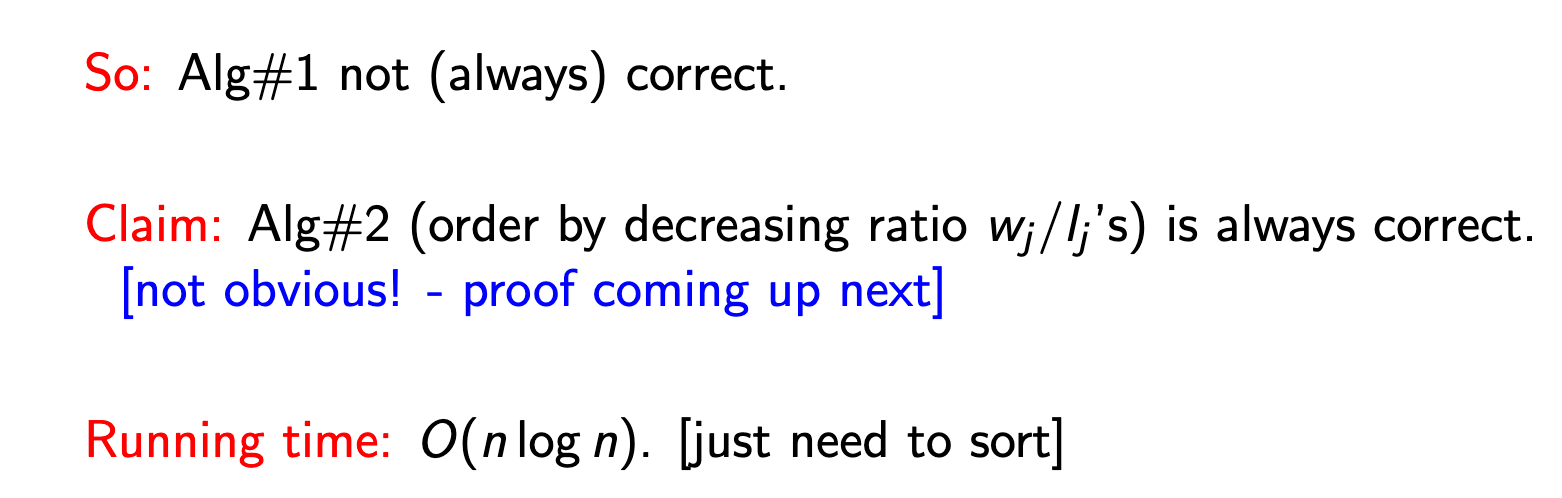 So: Alg#1 not (always) correct.
Claim: Alg#2 (order by decreasing ratio w_j/l_j's) is always correct.
[not obvious! - proof coming up next]
Running time: O(n log n). [just need to sort]